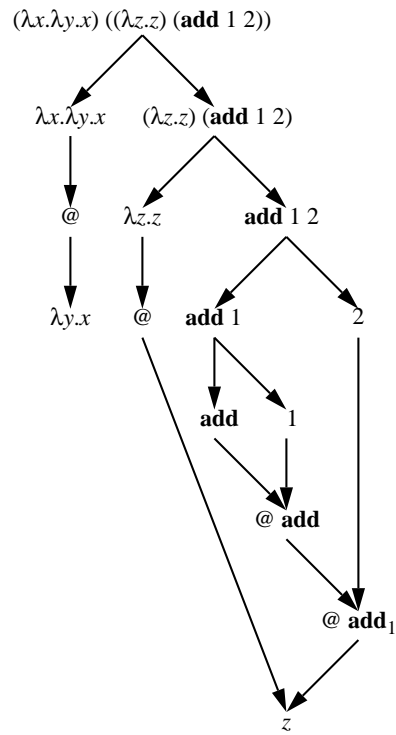 (λx.λy.x) ((λz.z) (add 1 2))
λx.λy.x (λz.z) (add 1 2)
@ λz.z add 1 2
λy.x @ add 1 2
add 1
@ add
@ add₁
z